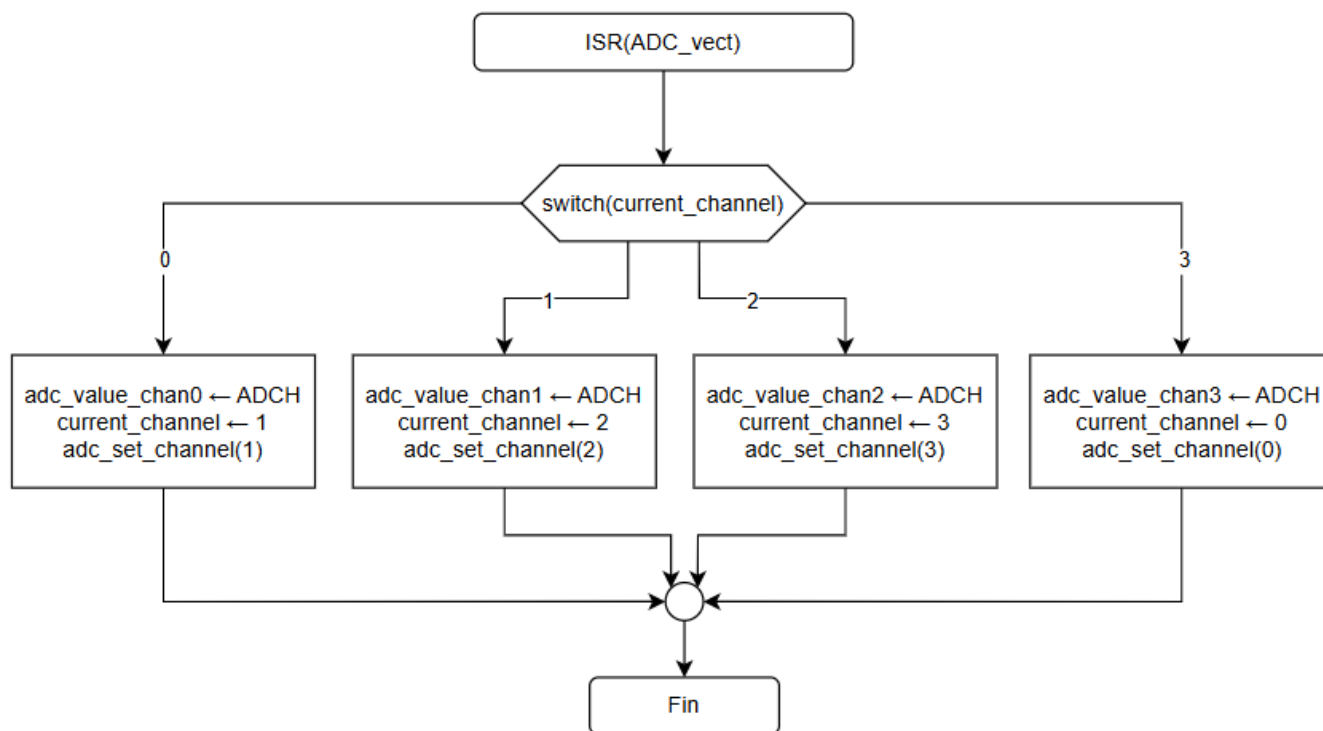 ISR(ADC_vect)
switch(current_channel)
0
3
1
2
adc_value_chan0 ← ADCH
current_channel ← 1
adc_set_channel(1)
adc_value_chan1 ← ADCH
current_channel ← 2
adc_set_channel(2)
adc_value_chan2 ← ADCH
current_channel ← 3
adc_set_channel(3)
adc_value_chan3 ← ADCH
current_channel ← 0
adc_set_channel(0)
Fin